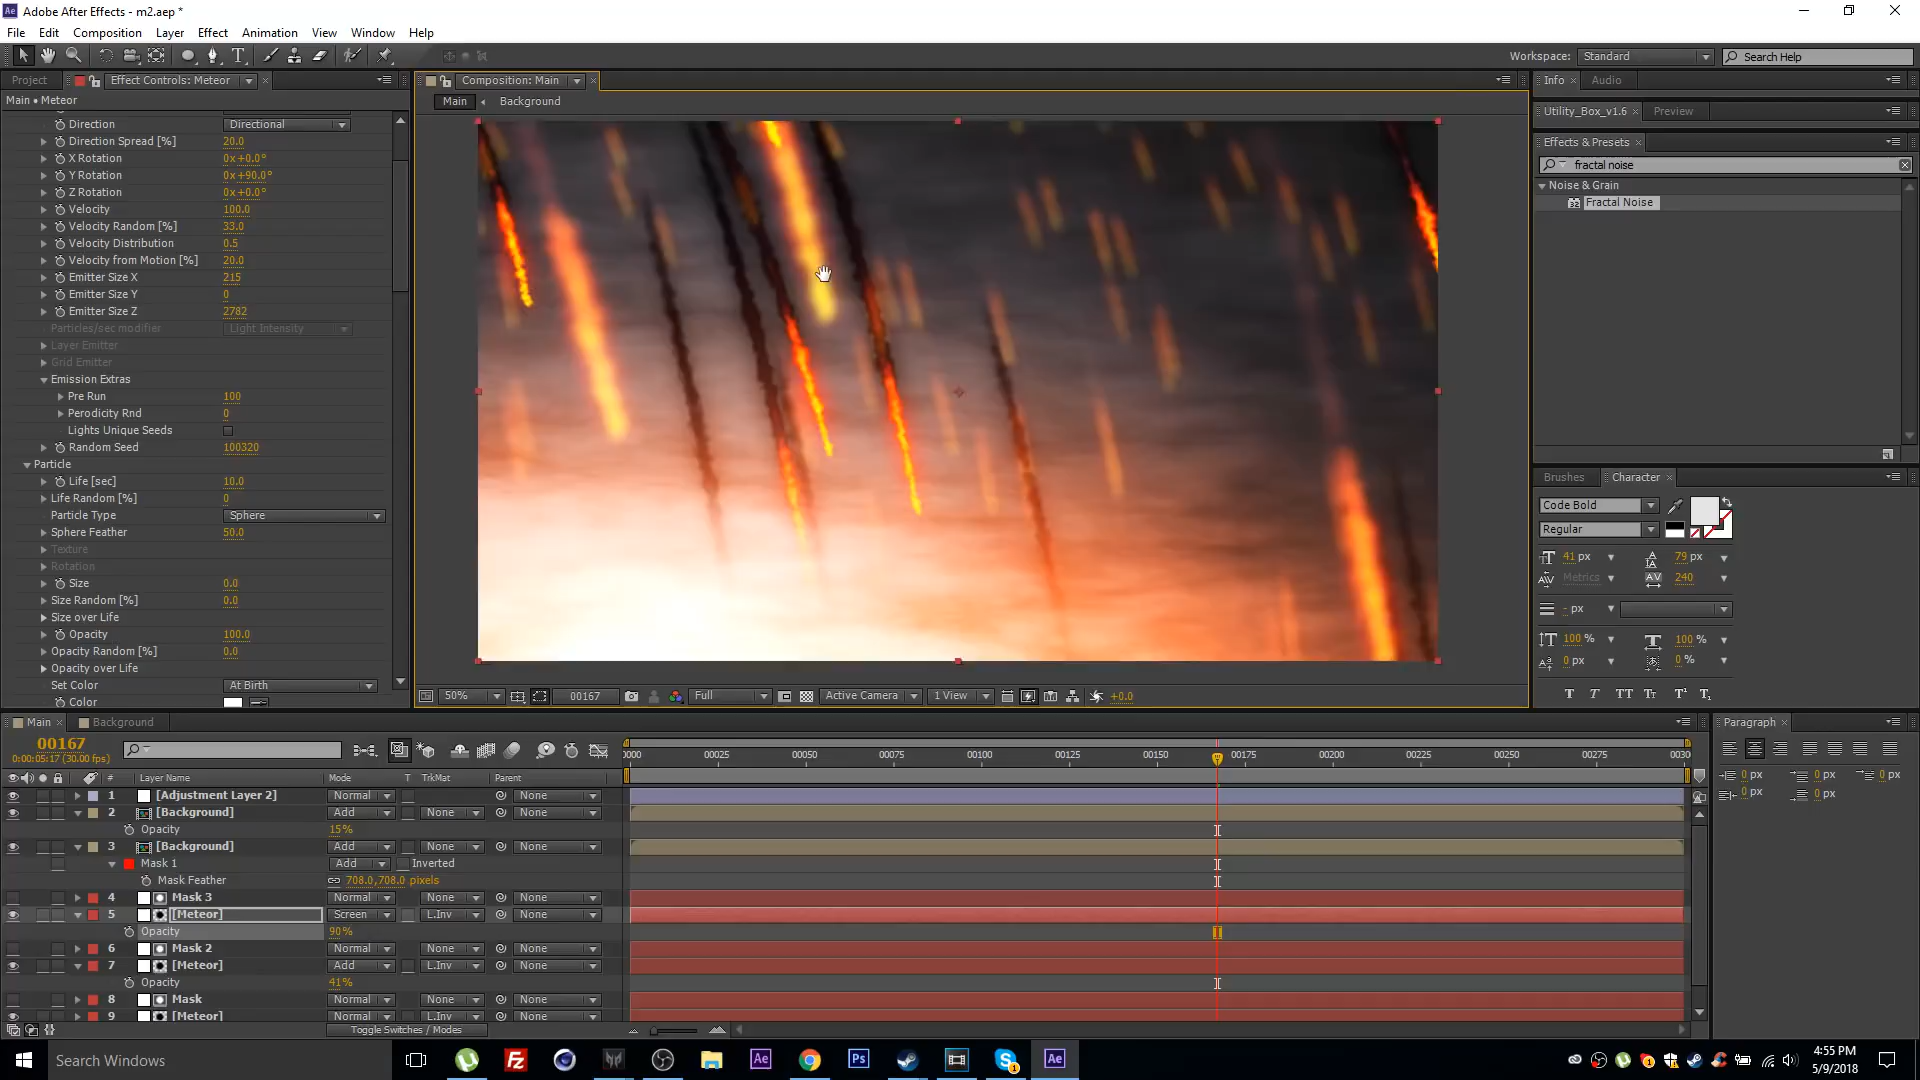 Adobe After Effects - m2.aep *
File Edit Composition Layer Effect Animation View Window Help
Workspace: Standard Search Help
Project Effect Controls: Meteor
Main • Meteor
Direction Directional
Direction Spread [%] 20.0
X Rotation 0x+0.0°
Y Rotation 0x+90.0°
Z Rotation 0x+0.0°
Velocity 100.0
Velocity Random [%] 33.0
Velocity Distribution 0.5
Velocity from Motion [%] 20.0
Emitter Size X 215
Emitter Size Y 0
Emitter Size Z 2782
Particles/sec modifier Light Intensity
Layer Emitter
Grid Emitter
Emission Extras
Pre Run 100
Perodicity Rnd 0
Lights Unique Seeds
Random Seed 100320
Particle
Life [sec] 10.0
Life Random [%] 0
Particle Type Sphere
Sphere Feather 50.0
Texture
Rotation
Size 0.0
Size Random [%] 0.0
Size over Life
Opacity 100.0
Opacity Random [%] 0.0
Opacity over Life
Set Color At Birth
Color
Composition: Main
Main Background
50% 00167 Full Active Camera 1 View +0.0
Info Audio
Utility_Box_v1.6 Preview
Effects & Presets
fractal noise
Noise & Grain
32 Fractal Noise
Brushes Character
Code Bold
Regular
41 px 79 px
Metrics 240
- px
100 % 100 %
0 px 0 %
T T TT Tt T¹ T₁
Paragraph
0 px 0 px 0 px
0 px 0 px
Main Background
00167
0:00:05:17 (30.00 fps)
0000 00025 00050 00075 00100 00125 00150 00175 00200 00225 00250 00275 0030
# Layer Name Mode T TrkMat Parent
1 [Adjustment Layer 2] Normal None
2 [Background] Add None None
Opacity 15%
3 [Background] Add None None
Mask 1 Add Inverted
Mask Feather 708.0,708.0 pixels
4 Mask 3 Normal None None
5 [Meteor] Screen L.Inv None
Opacity 90%
6 Mask 2 Normal None None
7 [Meteor] Add L.Inv None
Opacity 41%
8 Mask Normal None None
9 [Meteor] Normal L.Inv None
Toggle Switches / Modes
Search Windows
Ae Ps Ae
4:55 PM
5/9/2018